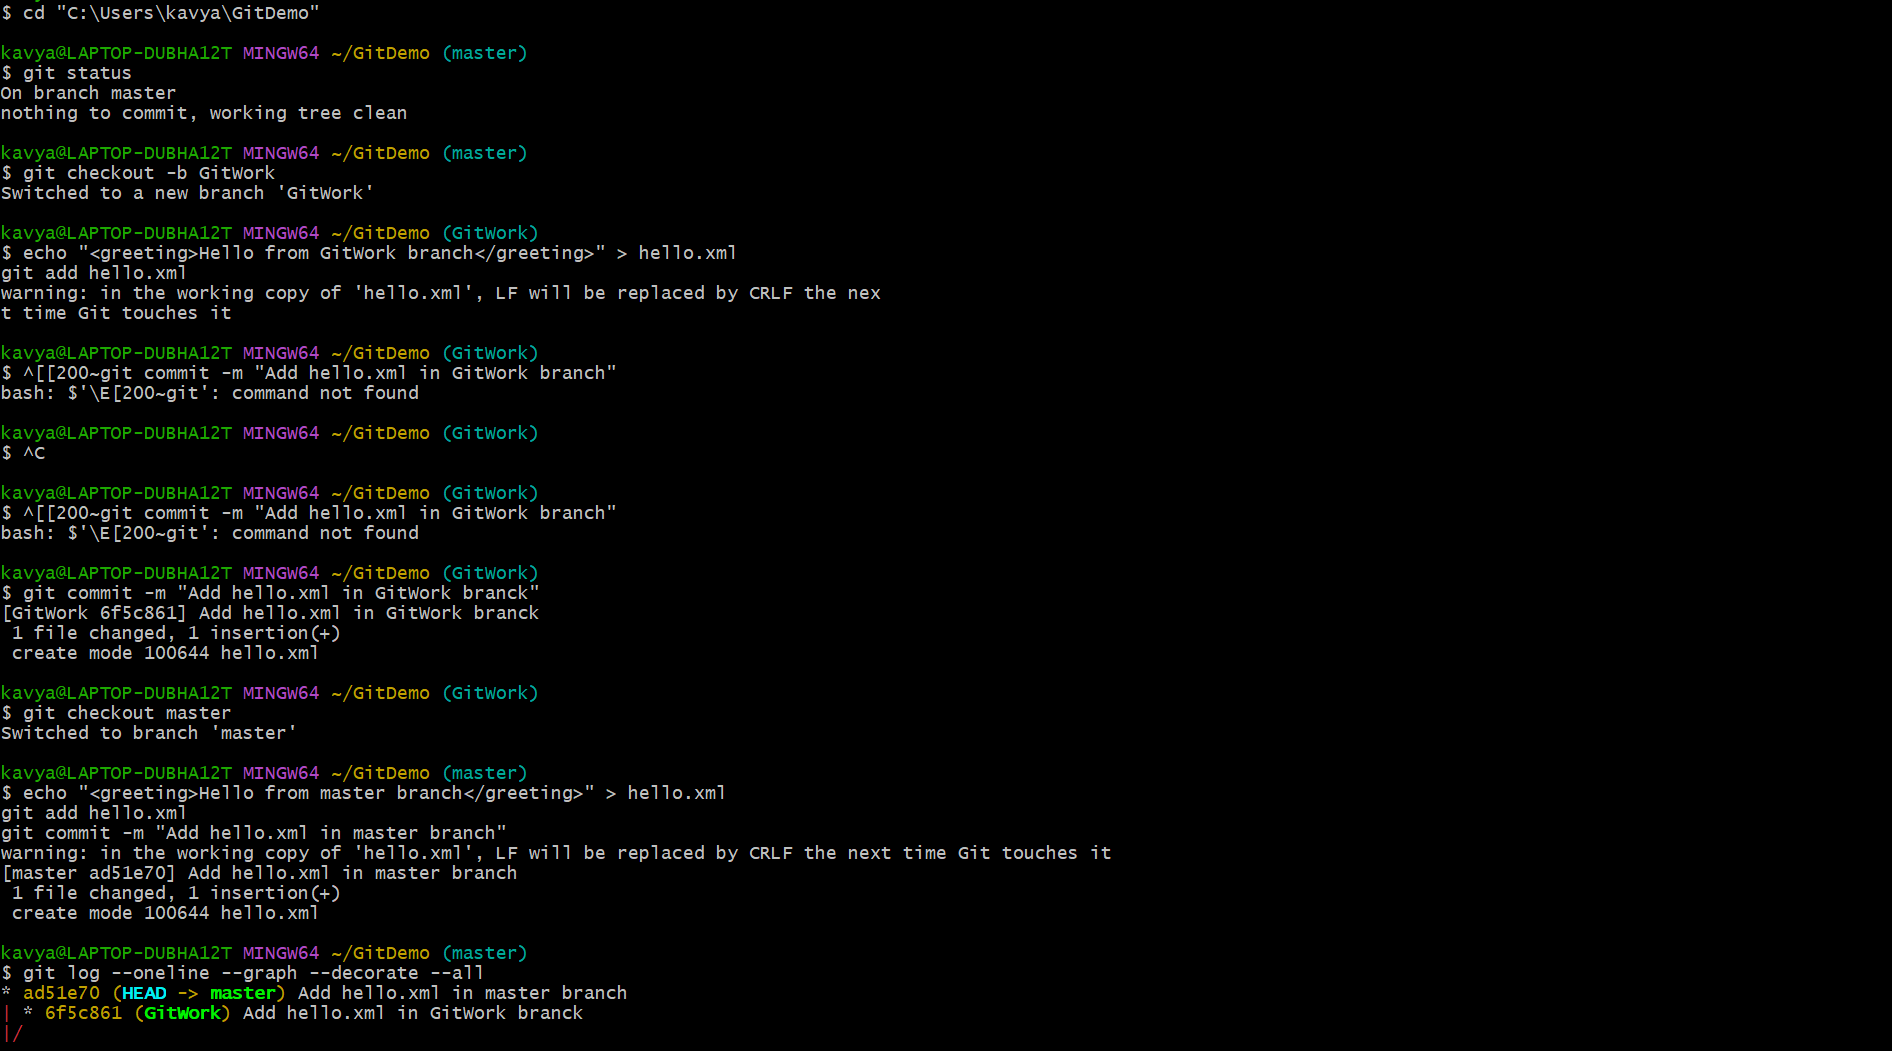 $ cd "C:\Users\kavya\GitDemo"
kavya@LAPTOP-DUBHA12T MINGW64 ~/GitDemo (master)
$ git status
On branch master
nothing to commit, working tree clean
kavya@LAPTOP-DUBHA12T MINGW64 ~/GitDemo (master)
$ git checkout -b GitWork
Switched to a new branch 'GitWork'
kavya@LAPTOP-DUBHA12T MINGW64 ~/GitDemo (GitWork)
$ echo "<greeting>Hello from GitWork branch</greeting>" > hello.xml
git add hello.xml
warning: in the working copy of 'hello.xml', LF will be replaced by CRLF the nex
t time Git touches it
kavya@LAPTOP-DUBHA12T MINGW64 ~/GitDemo (GitWork)
$ ^[[200~git commit -m "Add hello.xml in GitWork branch"
bash: $'\E[200~git': command not found
kavya@LAPTOP-DUBHA12T MINGW64 ~/GitDemo (GitWork)
$ ^C
kavya@LAPTOP-DUBHA12T MINGW64 ~/GitDemo (GitWork)
$ ^[[200~git commit -m "Add hello.xml in GitWork branch"
bash: $'\E[200~git': command not found
kavya@LAPTOP-DUBHA12T MINGW64 ~/GitDemo (GitWork)
$ git commit -m "Add hello.xml in GitWork branck"
[GitWork 6f5c861] Add hello.xml in GitWork branck
 1 file changed, 1 insertion(+)
 create mode 100644 hello.xml
kavya@LAPTOP-DUBHA12T MINGW64 ~/GitDemo (GitWork)
$ git checkout master
Switched to branch 'master'
kavya@LAPTOP-DUBHA12T MINGW64 ~/GitDemo (master)
$ echo "<greeting>Hello from master branch</greeting>" > hello.xml
git add hello.xml
git commit -m "Add hello.xml in master branch"
warning: in the working copy of 'hello.xml', LF will be replaced by CRLF the next time Git touches it
[master ad51e70] Add hello.xml in master branch
 1 file changed, 1 insertion(+)
 create mode 100644 hello.xml
kavya@LAPTOP-DUBHA12T MINGW64 ~/GitDemo (master)
$ git log --oneline --graph --decorate --all
* ad51e70 (HEAD -> master) Add hello.xml in master branch
| * 6f5c861 (GitWork) Add hello.xml in GitWork branck
|/